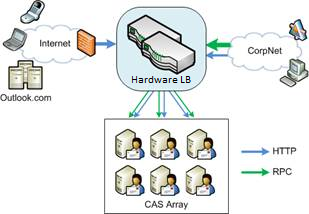 Internet
CorpNet
Hardware LB
Outlook.com
HTTP
RPC
CAS Array